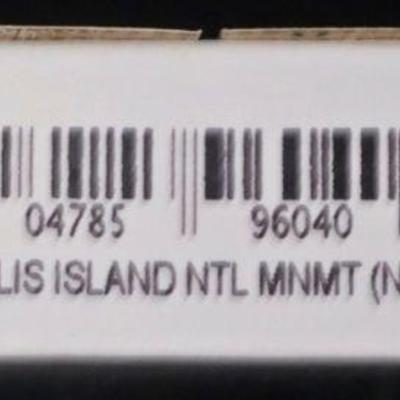 04785 96040
LIS ISLAND NTL MNMT (N